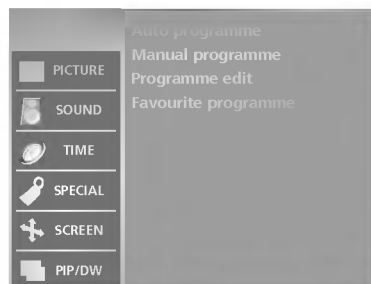 Auto programme
Manual programme
Programme edit
Favourite programme
PICTURE
SOUND
TIME
SPECIAL
SCREEN
PIP/DW